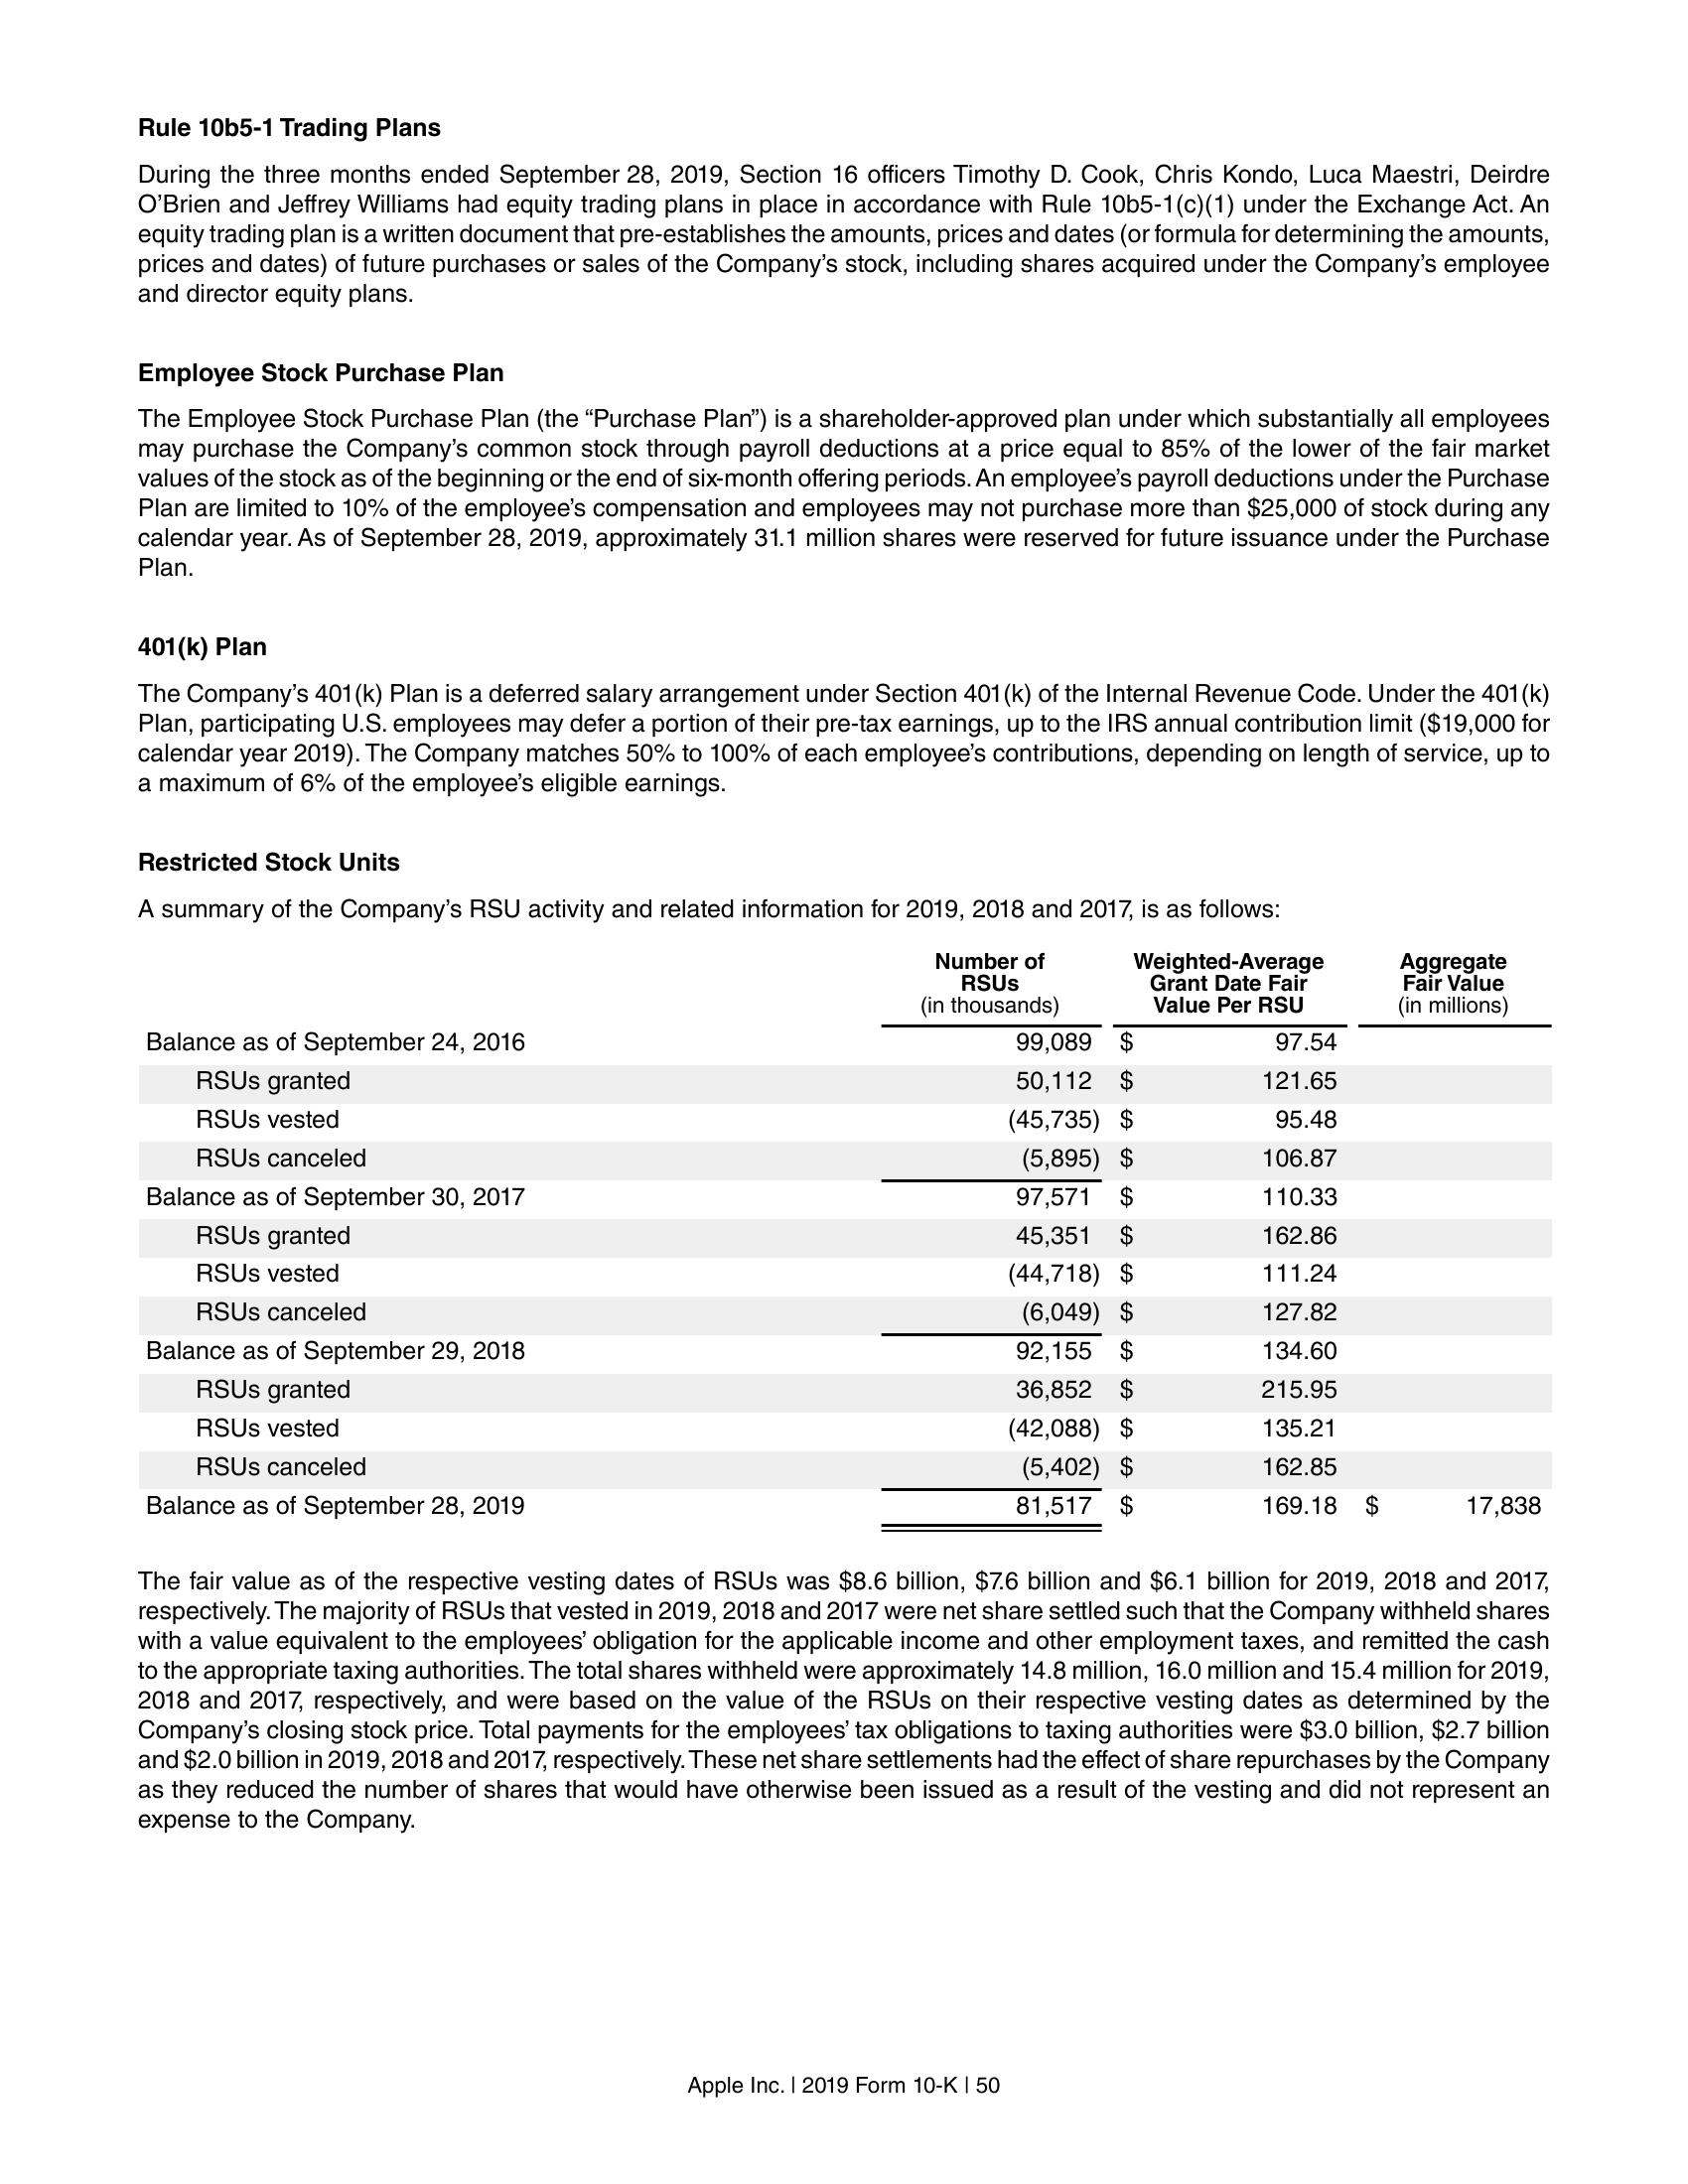 Rule 10b5-1 Trading Plans
During the three months ended September 28, 2019, Section 16 officers Timothy D. Cook, Chris Kondo, Luca Maestri, Deirdre
O’Brien and Jeffrey Williams had equity trading plans in place in accordance with Rule 10b5-1(c)(1) under the Exchange Act. An
equity trading plan is a written document that pre-establishes the amounts, prices and dates (or formula for determining the amounts,
prices and dates) of future purchases or sales of the Company’s stock, including shares acquired under the Company’s employee
and director equity plans.
Employee Stock Purchase Plan
The Employee Stock Purchase Plan (the “Purchase Plan”) is a shareholder-approved plan under which substantially all employees
may purchase the Company’s common stock through payroll deductions at a price equal to 85% of the lower of the fair market
values of the stock as of the beginning or the end of six-month offering periods. An employee’s payroll deductions under the Purchase
Plan are limited to 10% of the employee’s compensation and employees may not purchase more than $25,000 of stock during any
calendar year. As of September 28, 2019, approximately 31.1 million shares were reserved for future issuance under the Purchase
Plan.
401(k) Plan
The Company’s 401(k) Plan is a deferred salary arrangement under Section 401(k) of the Internal Revenue Code. Under the 401(k)
Plan, participating U.S. employees may defer a portion of their pre-tax earnings, up to the IRS annual contribution limit ($19,000 for
calendar year 2019). The Company matches 50% to 100% of each employee’s contributions, depending on length of service, up to
a maximum of 6% of the employee’s eligible earnings.
Restricted Stock Units
A summary of the Company’s RSU activity and related information for 2019, 2018 and 2017, is as follows:
Number of Weighted-Average Aggregate
RSUs Grant Date Fair Fair Value
(in thousands) Value Per RSU (in millions)
Balance as of September 24, 2016 99,089 $ 97.54
RSUs granted 50,112 $ 121.65
RSUs vested (45,735) $ 95.48
RSUs canceled (5,895) $ 106.87
Balance as of September 30, 2017 97,571 $ 110.33
RSUs granted 45,351 $ 162.86
RSUs vested (44,718) $ 111.24
RSUs canceled (6,049) $ 127.82
Balance as of September 29, 2018 92,155 $ 134.60
RSUs granted 36,852 $ 215.95
RSUs vested (42,088) $ 135.21
RSUs canceled (5,402) $ 162.85
Balance as of September 28, 2019 81,517 $ 169.18 $ 17,838
The fair value as of the respective vesting dates of RSUs was $8.6 billion, $7.6 billion and $6.1 billion for 2019, 2018 and 2017,
respectively. The majority of RSUs that vested in 2019, 2018 and 2017 were net share settled such that the Company withheld shares
with a value equivalent to the employees’ obligation for the applicable income and other employment taxes, and remitted the cash
to the appropriate taxing authorities. The total shares withheld were approximately 14.8 million, 16.0 million and 15.4 million for 2019,
2018 and 2017, respectively, and were based on the value of the RSUs on their respective vesting dates as determined by the
Company’s closing stock price. Total payments for the employees’ tax obligations to taxing authorities were $3.0 billion, $2.7 billion
and $2.0 billion in 2019, 2018 and 2017, respectively. These net share settlements had the effect of share repurchases by the Company
as they reduced the number of shares that would have otherwise been issued as a result of the vesting and did not represent an
expense to the Company.
Apple Inc. | 2019 Form 10-K | 50